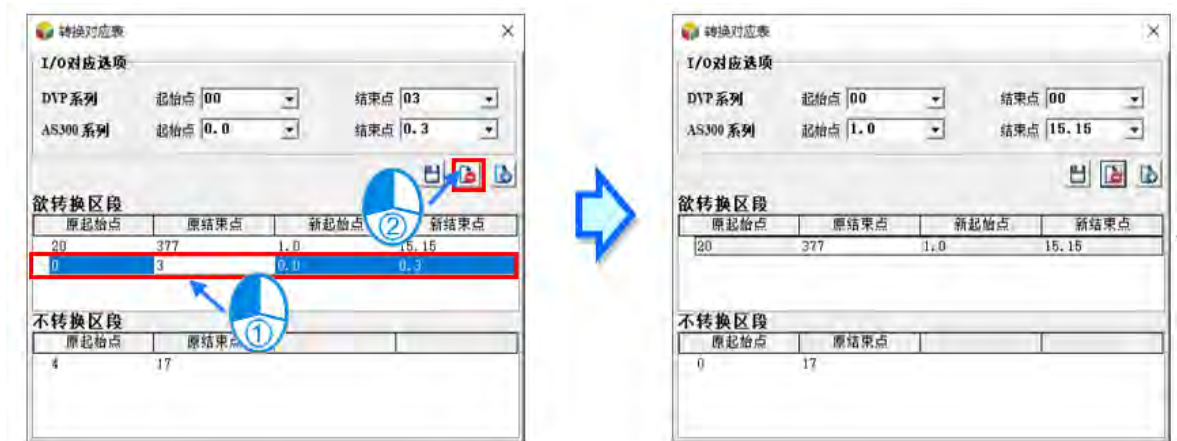 转换对应表
I/O对应选项
DVP系列 起始点 00 结束点 03
AS300系列 起始点 0.0 结束点 0.3
欲转换区段
原起始点 原结束点 新起始点 新结束点
20 377 1.0 15.15
0 3 0.0 0.3
不转换区段
原起始点 原结束点
4 17
①
②
转换对应表
I/O对应选项
DVP系列 起始点 00 结束点 00
AS300系列 起始点 1.0 结束点 15.15
欲转换区段
原起始点 原结束点 新起始点 新结束点
20 377 1.0 15.15
不转换区段
原起始点 原结束点
0 17